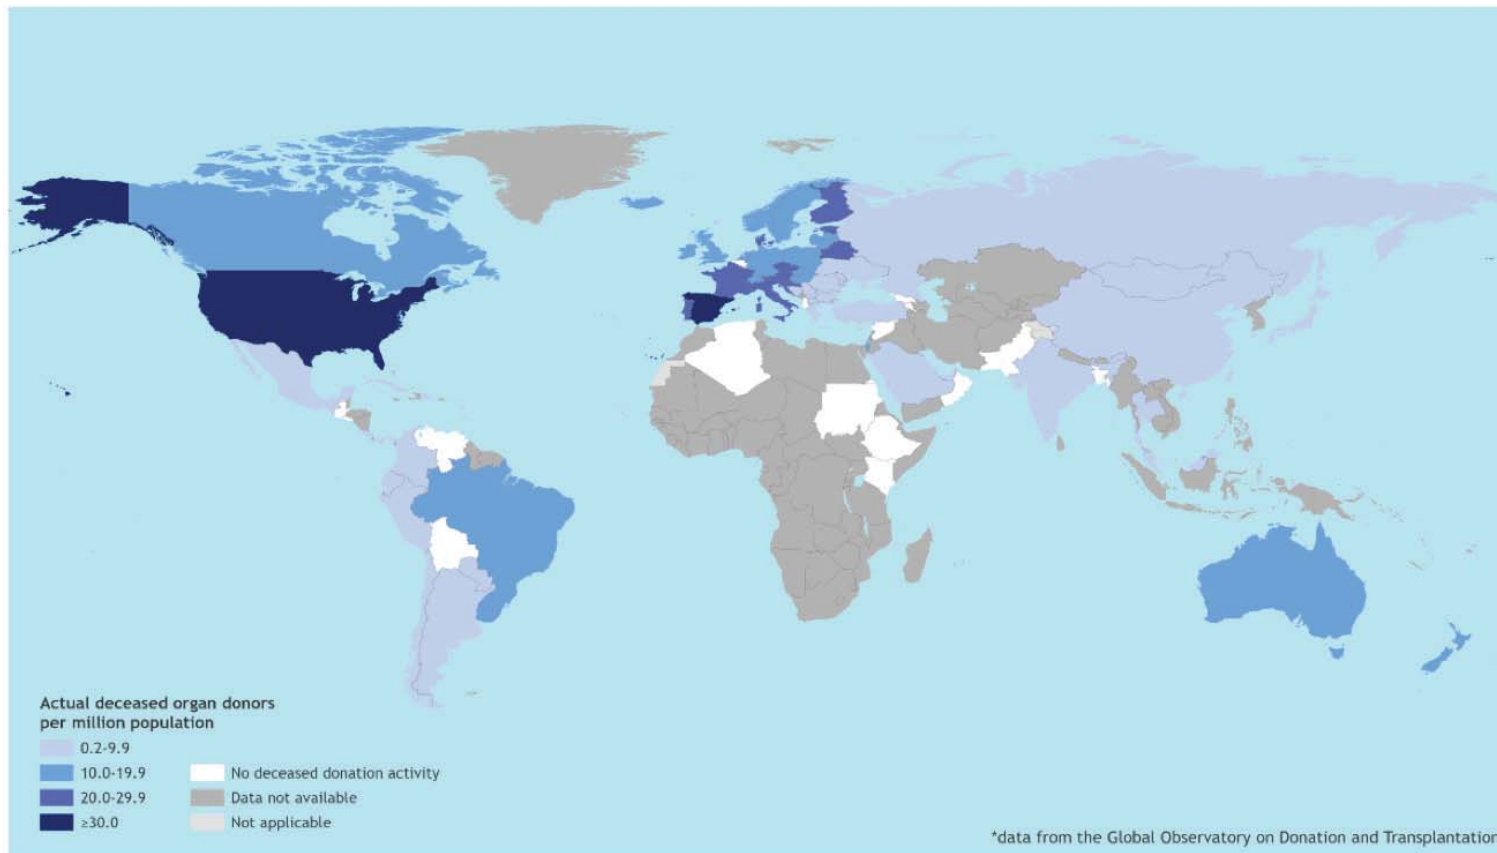 Actual deceased organ donors
per million population
0.2-9.9
10.0-19.9
20.0-29.9
≥30.0
No deceased donation activity
Data not available
Not applicable
*data from the Global Observatory on Donation and Transplantation